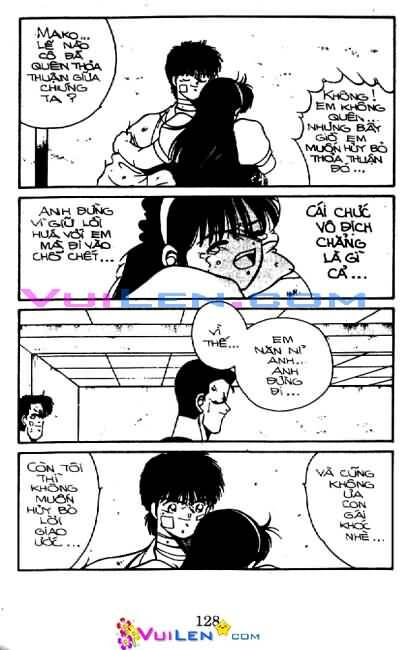 MAKO...
LẼ NÀO
CÔ ĐÃ
QUÊN THỎA
THUẬN GIỮA
CHÚNG
TA ?
KHÔNG !
EM KHÔNG
QUÊN...
NHƯNG BÂY
GIỜ EM
MUỐN HỦY BỎ
THỎA THUẬN
ĐÓ...
ANH ĐỪNG
VÌ GIỮ LỜI
HỨA VỚI EM
MÀ ĐI VÀO
CHỖ CHẾT...
CÁI CHỨC
VÔ ĐỊCH
CHẲNG
LÀ GÌ
CẢ...
VUILEN.COM
VÌ
THẾ...
EM
NĂN NỈ
ANH...
ANH
ĐỪNG
ĐI...
CÒN TÔI
THÌ
KHÔNG
MUỐN
HỦY BỎ
LỜI
GIAO
ƯỚC...
VÀ CŨNG
KHÔNG
ƯA
CON
GÁI
KHÓC
NHÈ...
128
VUILEN